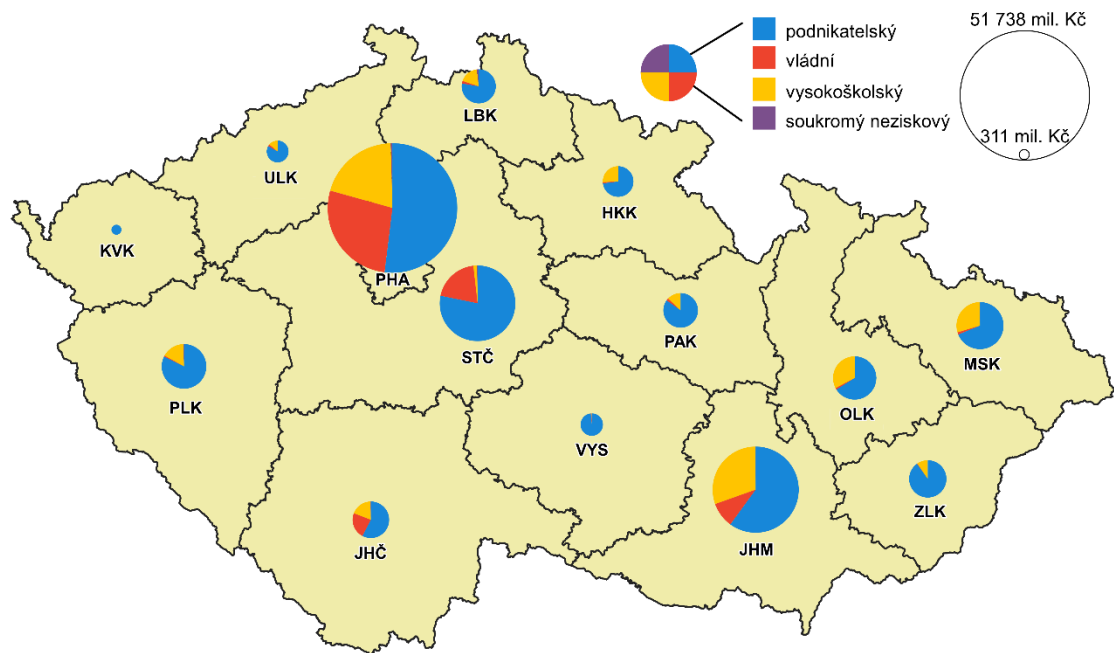 51 738 mil. Kč
podnikatelský
vládní
vysokoškolský
soukromý neziskový
311 mil. Kč
LBK
ULK
HKK
KVK
PHA
STČ
PAK
MSK
PLK
OLK
VYS
ZLK
JHČ
JHM